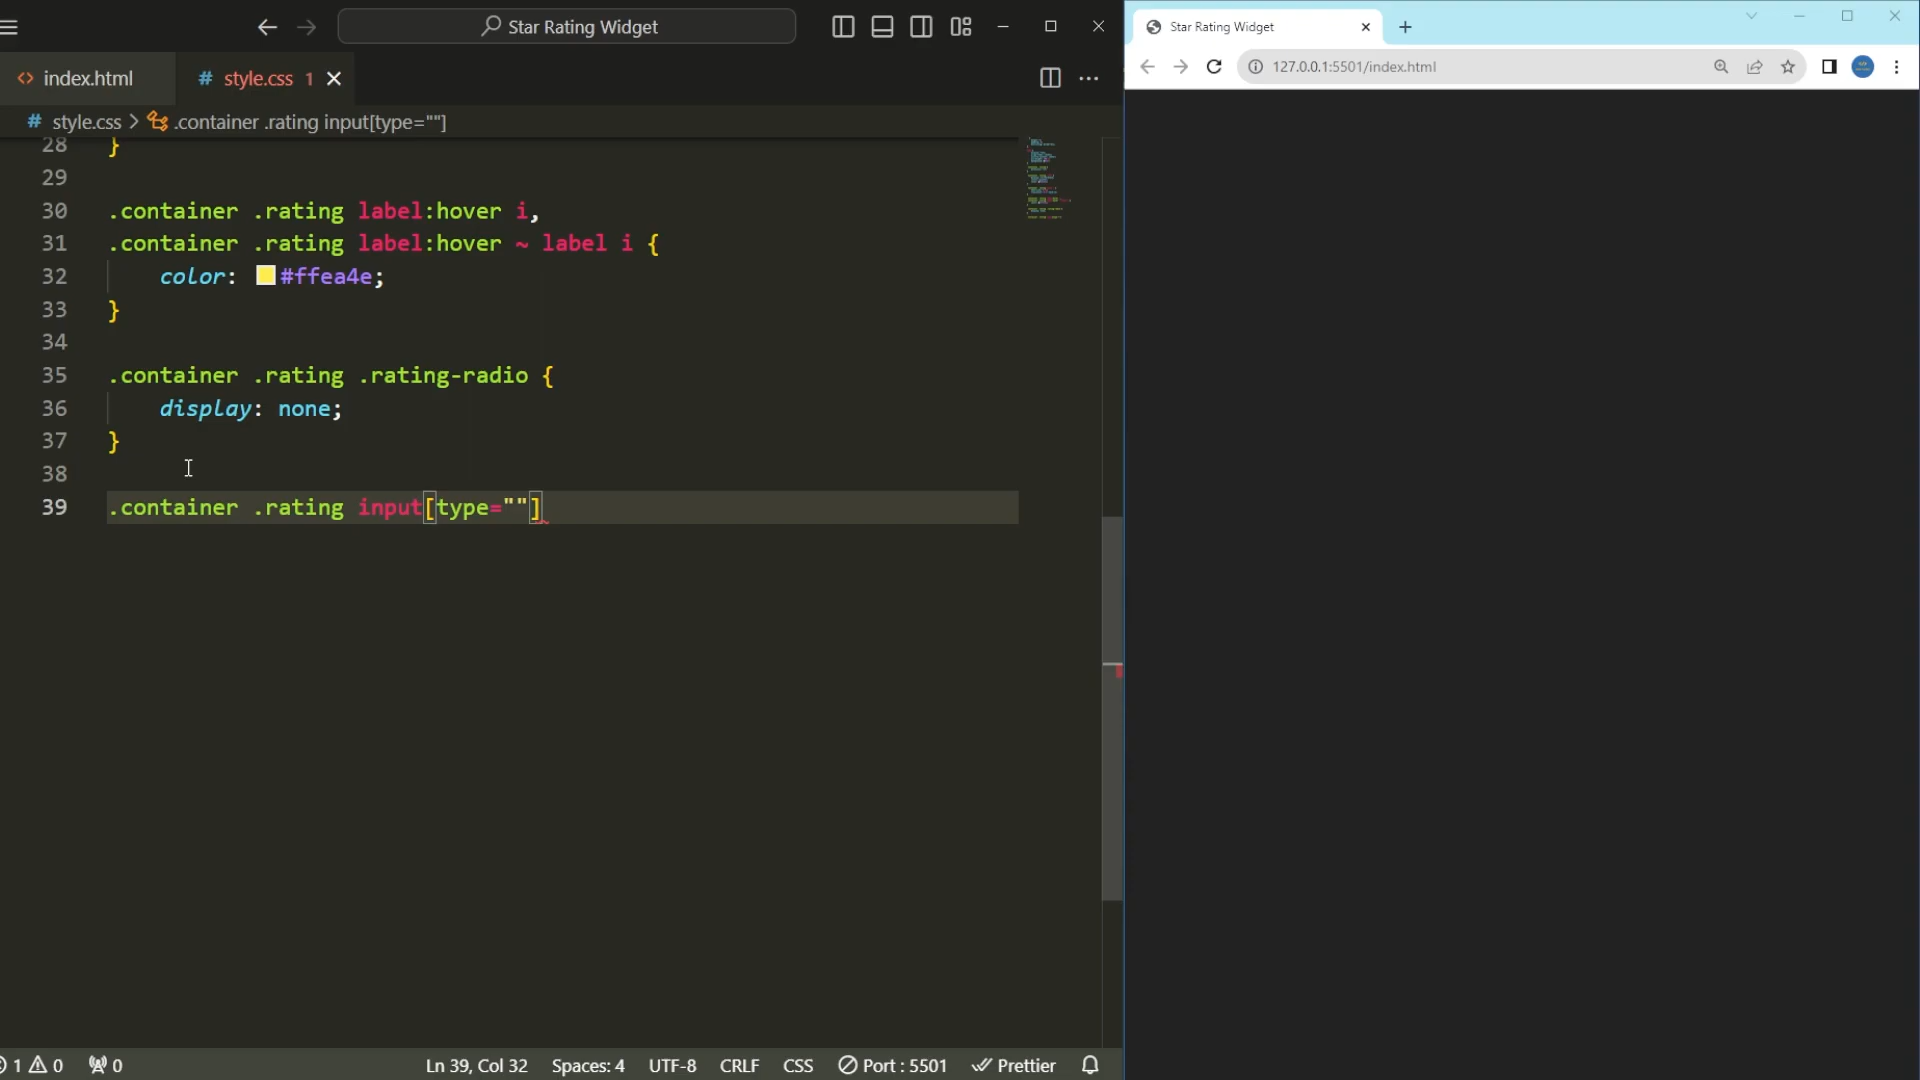 Star Rating Widget
index.html
# style.css 1
# style.css > .container .rating input[type=""]
28 }
29
30 .container .rating label:hover i,
31 .container .rating label:hover ~ label i {
32 color: #ffea4e;
33 }
34
35 .container .rating .rating-radio {
36 display: none;
37 }
38
39 .container .rating input[type=""]
1 0 0 Ln 39, Col 32 Spaces: 4 UTF-8 CRLF CSS Port : 5501 Prettier
Star Rating Widget
127.0.0.1:5501/index.html